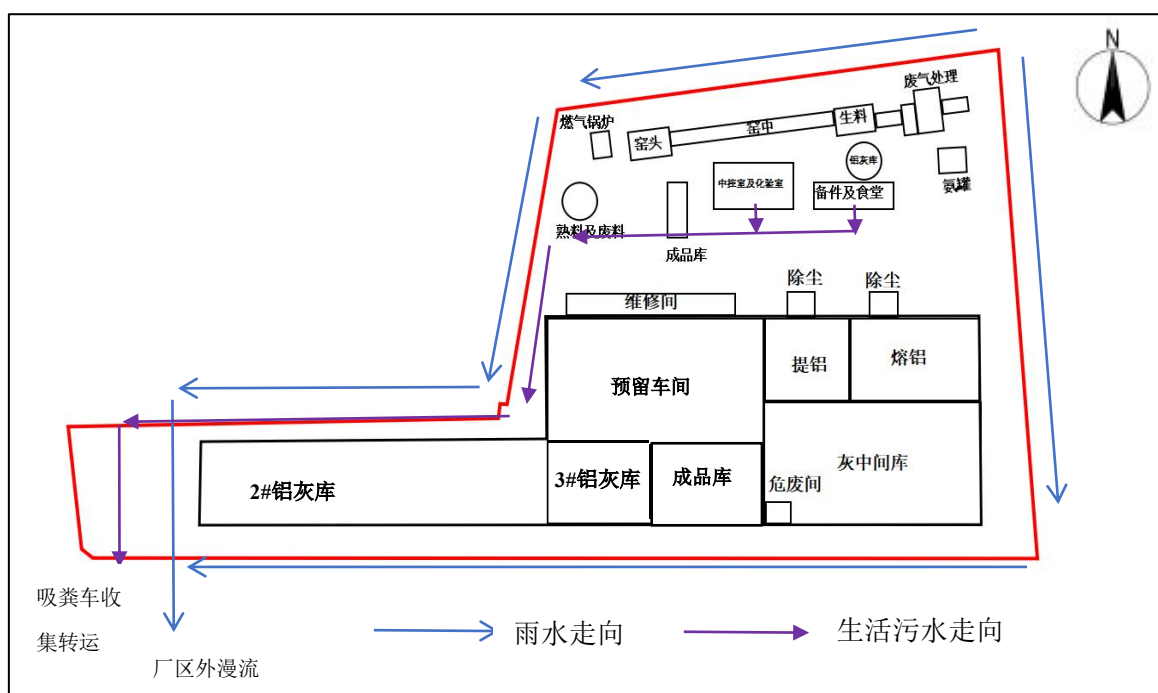 N
废气处理
燃气锅炉
窑头
窑中
生料
铝灰库
氨罐
中控室及化验室
备件及食堂
熟料及废料
成品库
除尘
除尘
维修间
提铝
熔铝
预留车间
灰中间库
2#铝灰库
3#铝灰库
成品库
危废间
吸粪车收
集转运
厂区外漫流
雨水走向
生活污水走向